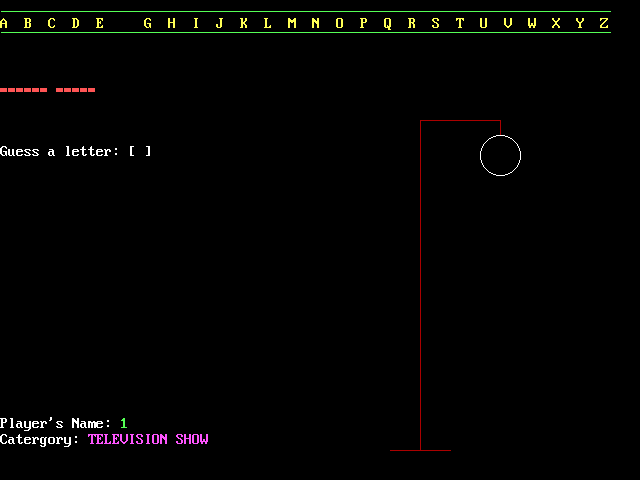 A B C D E G H I J K L M N O P Q R S T U V W X Y Z
------ -----
Guess a letter: [ ]
Player's Name: 1
Catergory: TELEVISION SHOW